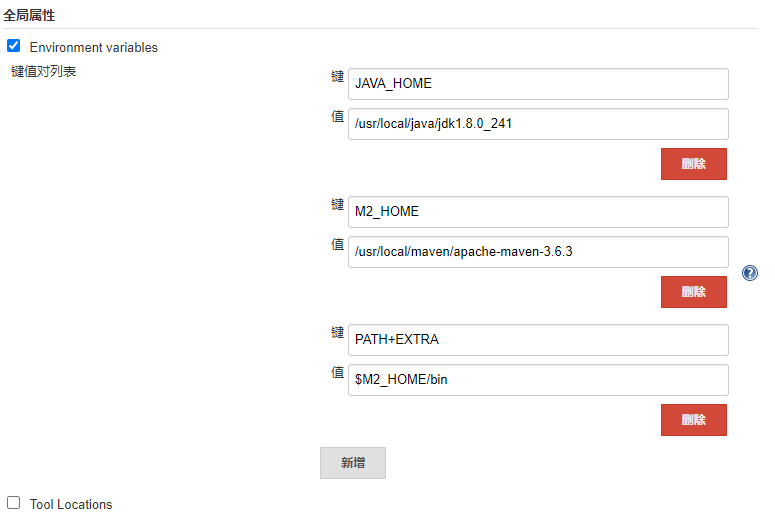 全局属性
Environment variables
键值对列表
键 JAVA_HOME
值 /usr/local/java/jdk1.8.0_241
删除
键 M2_HOME
值 /usr/local/maven/apache-maven-3.6.3
?
删除
键 PATH+EXTRA
值 $M2_HOME/bin
删除
新增
Tool Locations